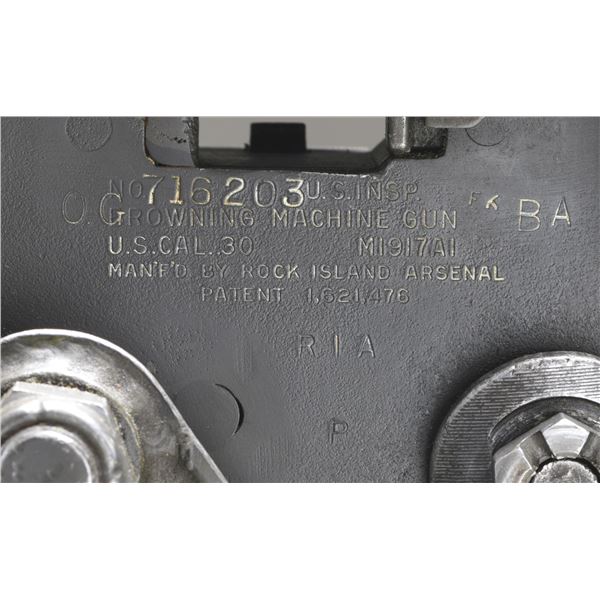 NO 716203 U.S.INSP. FK
O.G. BROWNING MACHINE GUN BA
U.S.CAL..30 M1917A1
MAN'F'D BY ROCK ISLAND ARSENAL
PATENT 1,621,476
RIA
P